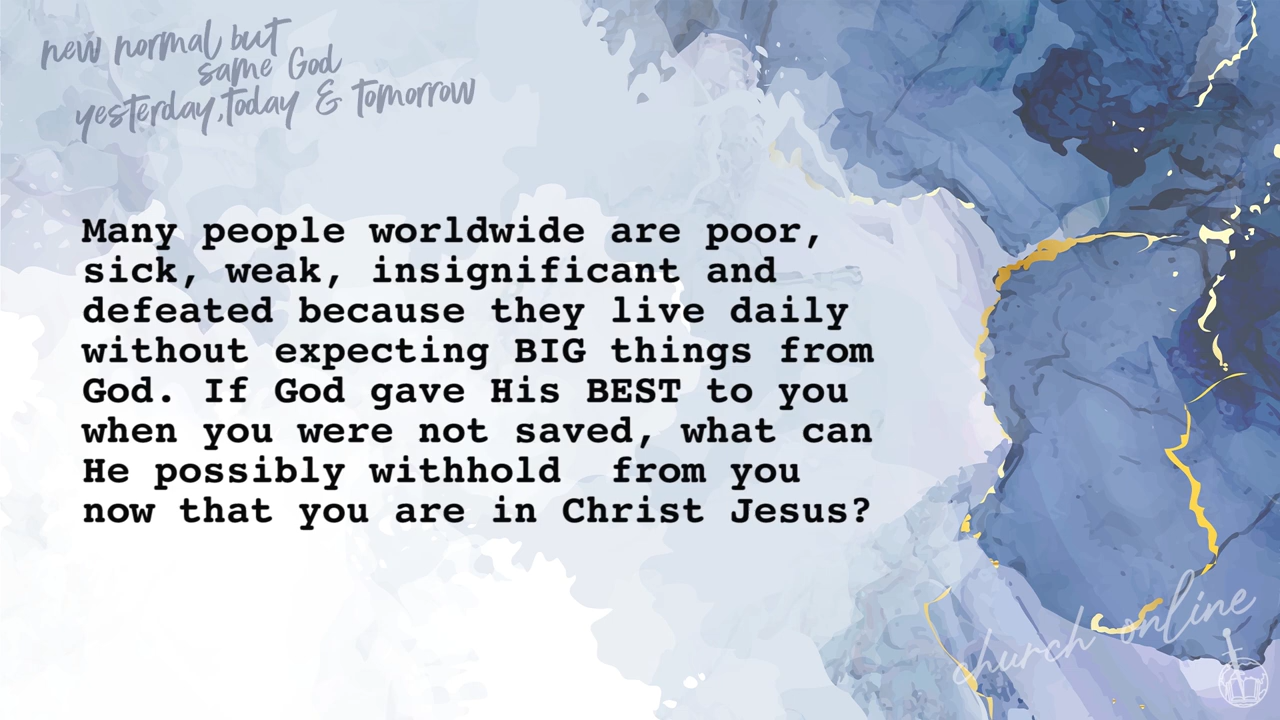 new normal but
same God
yesterday, today & tomorrow
Many people worldwide are poor,
sick, weak, insignificant and
defeated because they live daily
without expecting BIG things from
God. If God gave His BEST to you
when you were not saved, what can
He possibly withhold  from you
now that you are in Christ Jesus?
church online